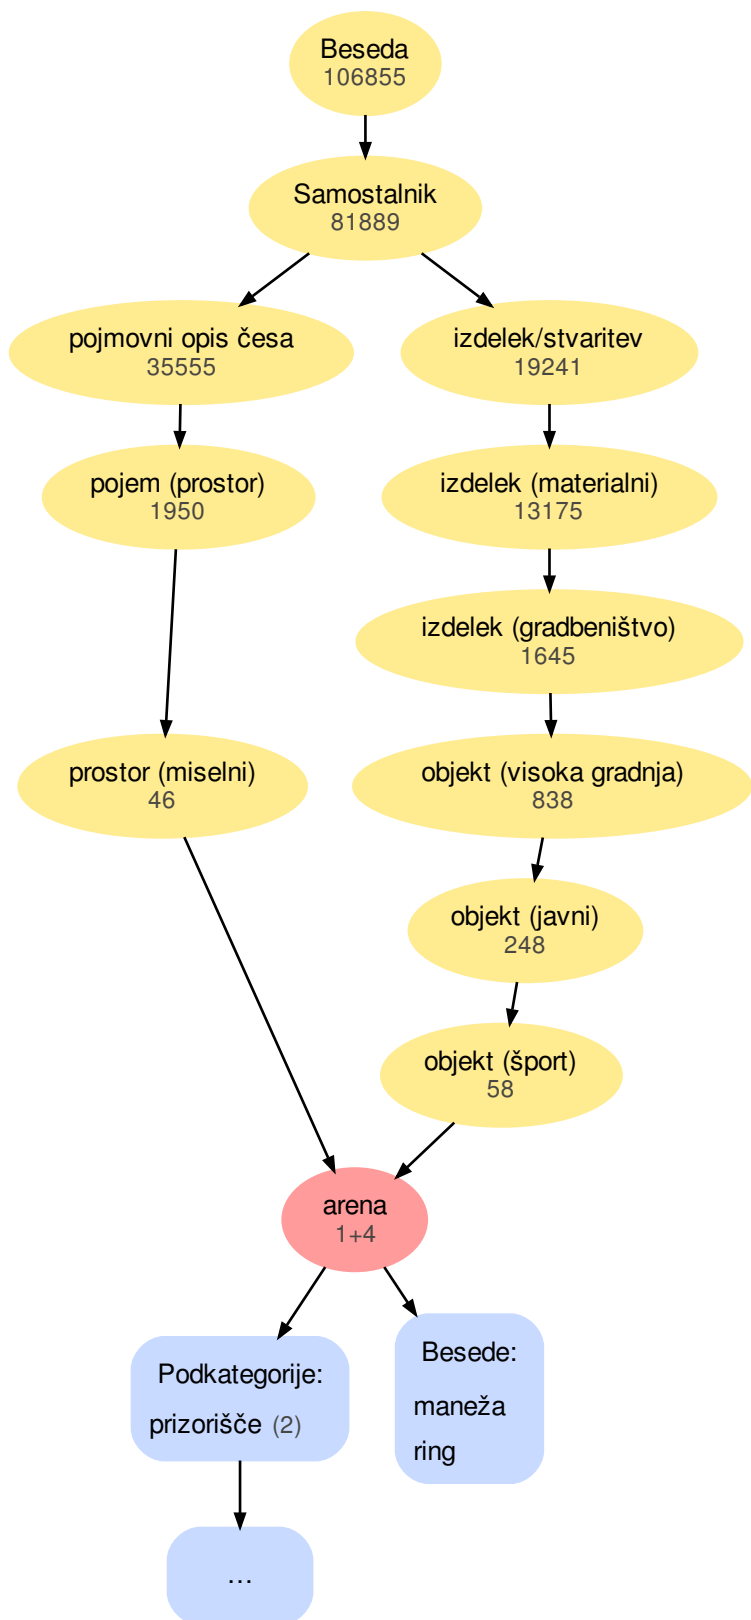 Beseda
106855
Samostalnik
81889
pojmovni opis česa
35555
izdelek/stvaritev
19241
pojem (prostor)
1950
izdelek (materialni)
13175
izdelek (gradbeništvo)
1645
prostor (miselni)
46
objekt (visoka gradnja)
838
objekt (javni)
248
objekt (šport)
58
arena
1+4
Podkategorije:
prizorišče (2)
Besede:
maneža
ring
...